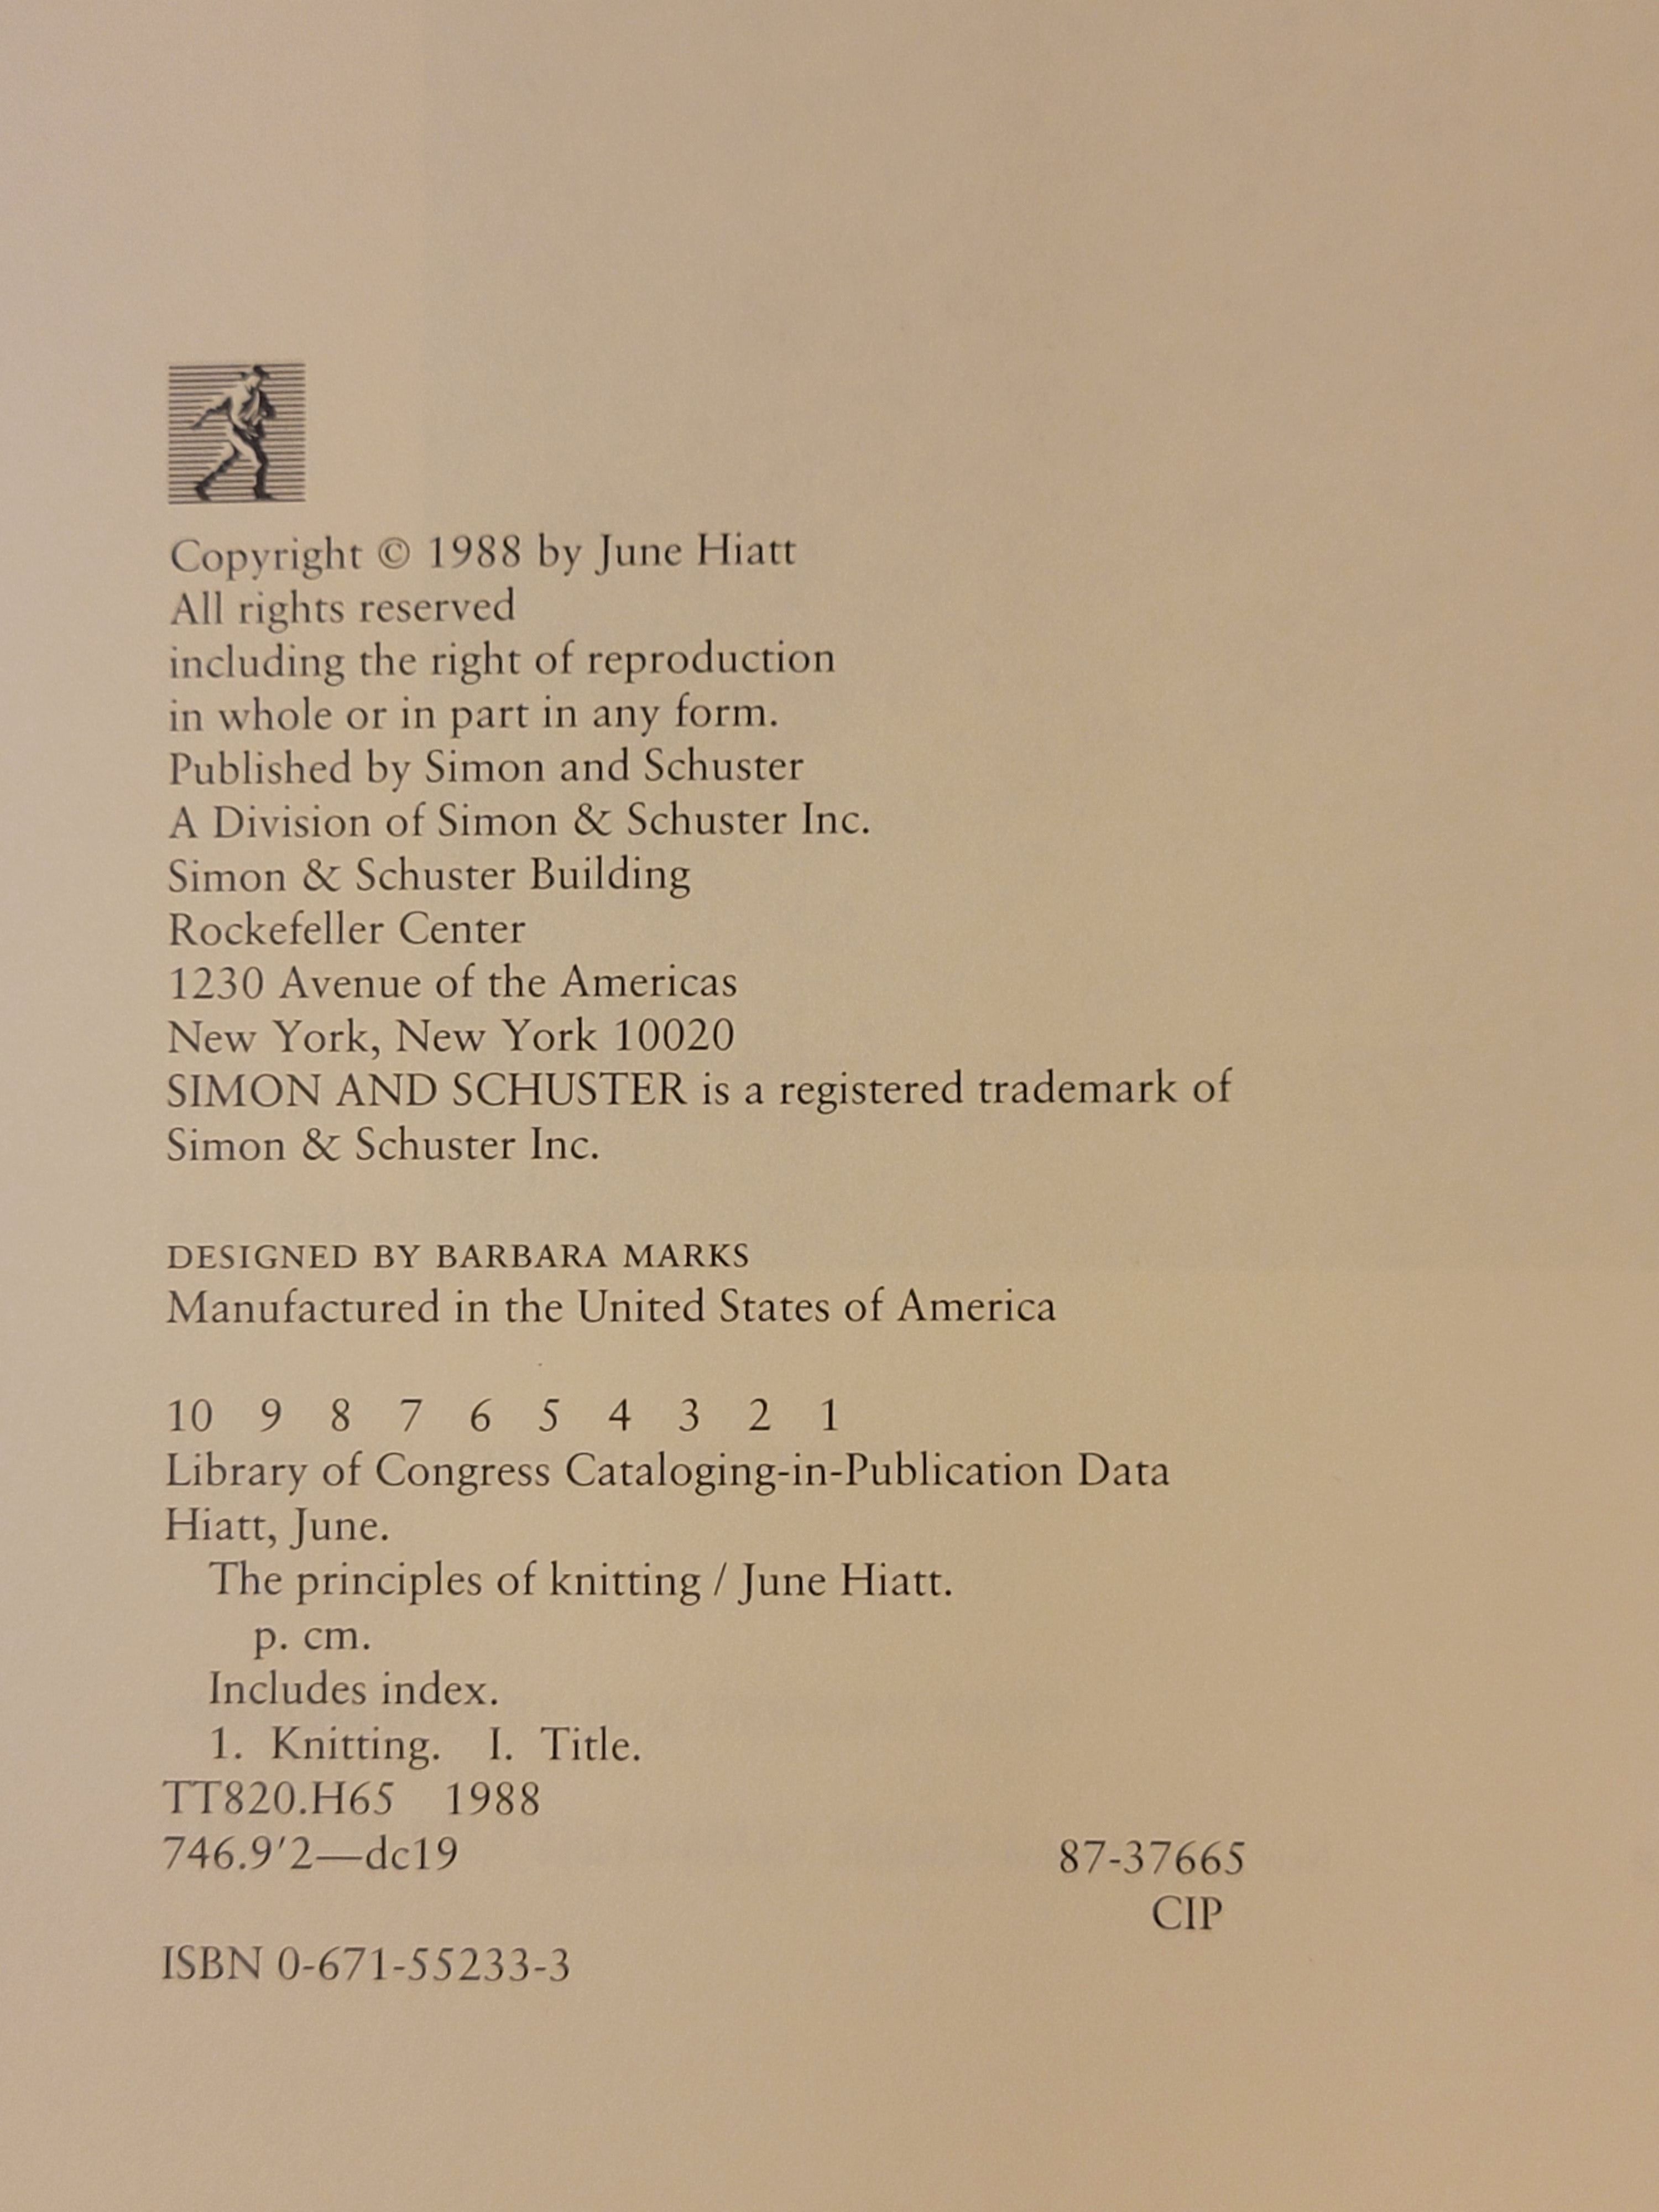 Copyright © 1988 by June Hiatt
All rights reserved
including the right of reproduction
in whole or in part in any form.
Published by Simon and Schuster
A Division of Simon & Schuster Inc.
Simon & Schuster Building
Rockefeller Center
1230 Avenue of the Americas
New York, New York 10020
SIMON AND SCHUSTER is a registered trademark of
Simon & Schuster Inc.
DESIGNED BY BARBARA MARKS
Manufactured in the United States of America
10 9 8 7 6 5 4 3 2 1
Library of Congress Cataloging-in-Publication Data
Hiatt, June.
The principles of knitting / June Hiatt.
p. cm.
Includes index.
1. Knitting. I. Title.
TT820.H65 1988
746.9'2—dc19 87-37665
CIP
ISBN 0-671-55233-3